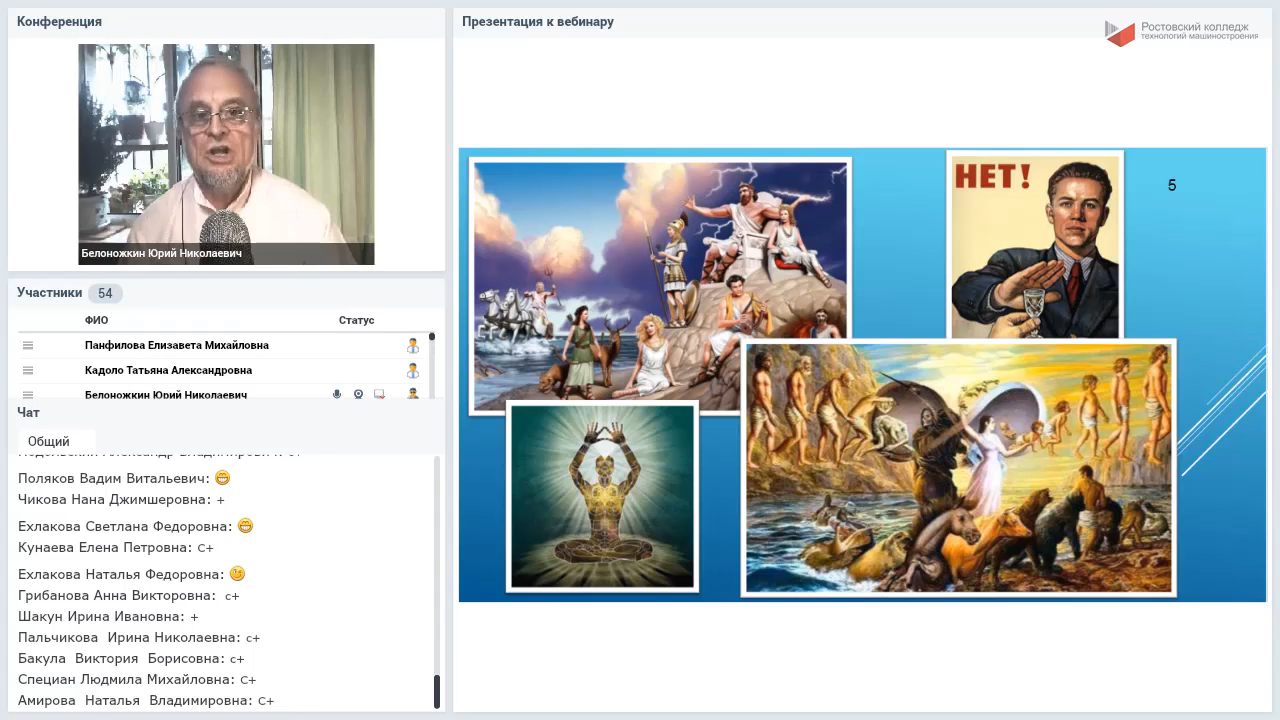 Конференция
Белоножкин Юрий Николаевич
Участники 54
ФИО Статус
Панфилова Елизавета Михайловна
Кадоло Татьяна Александровна
Белоножкин Юрий Николаевич
Чат
Общий
Поляков Вадим Витальевич:
Чикова Нана Джимшеровна: +
Ехлакова Светлана Федоровна:
Кунаева Елена Петровна: С+
Ехлакова Наталья Федоровна:
Грибанова Анна Викторовна: с+
Шакун Ирина Ивановна: +
Пальчикова Ирина Николаевна: с+
Бакула Виктория Борисовна: с+
Специан Людмила Михайловна: С+
Амирова Наталья Владимировна: С+
Презентация к вебинару
Ростовский колледж
технологий машиностроения
НЕТ!
5